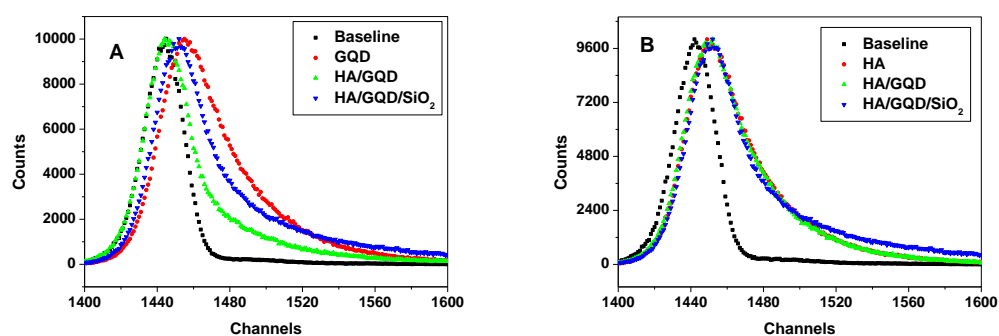 A
Baseline
GQD
HA/GQD
HA/GQD/SiO₂
Counts
10000
8000
6000
4000
2000
0
1400 1440 1480 1520 1560 1600
Channels
B
Baseline
HA
HA/GQD
HA/GQD/SiO₂
Counts
9600
7200
4800
2400
0
1400 1440 1480 1520 1560 1600
Channels